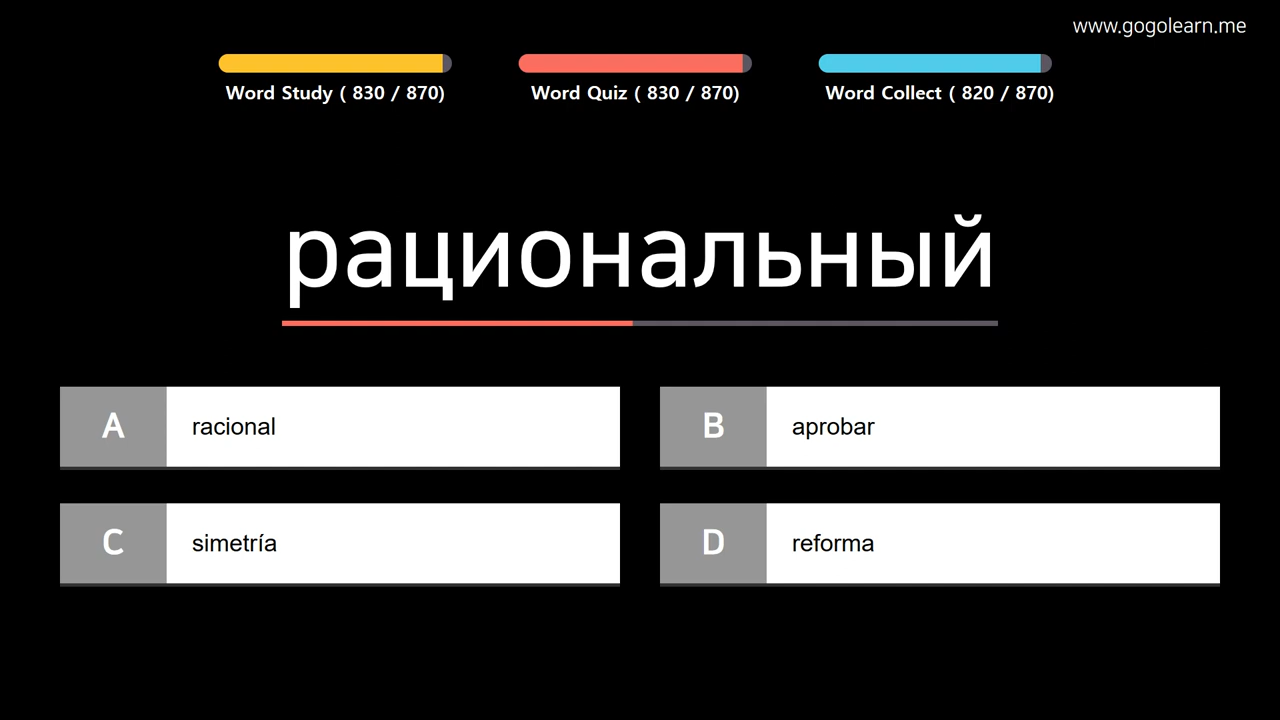 www.gogolearn.me
Word Study ( 830 / 870)
Word Quiz ( 830 / 870)
Word Collect ( 820 / 870)
рациональный
A racional
B aprobar
C simetría
D reforma